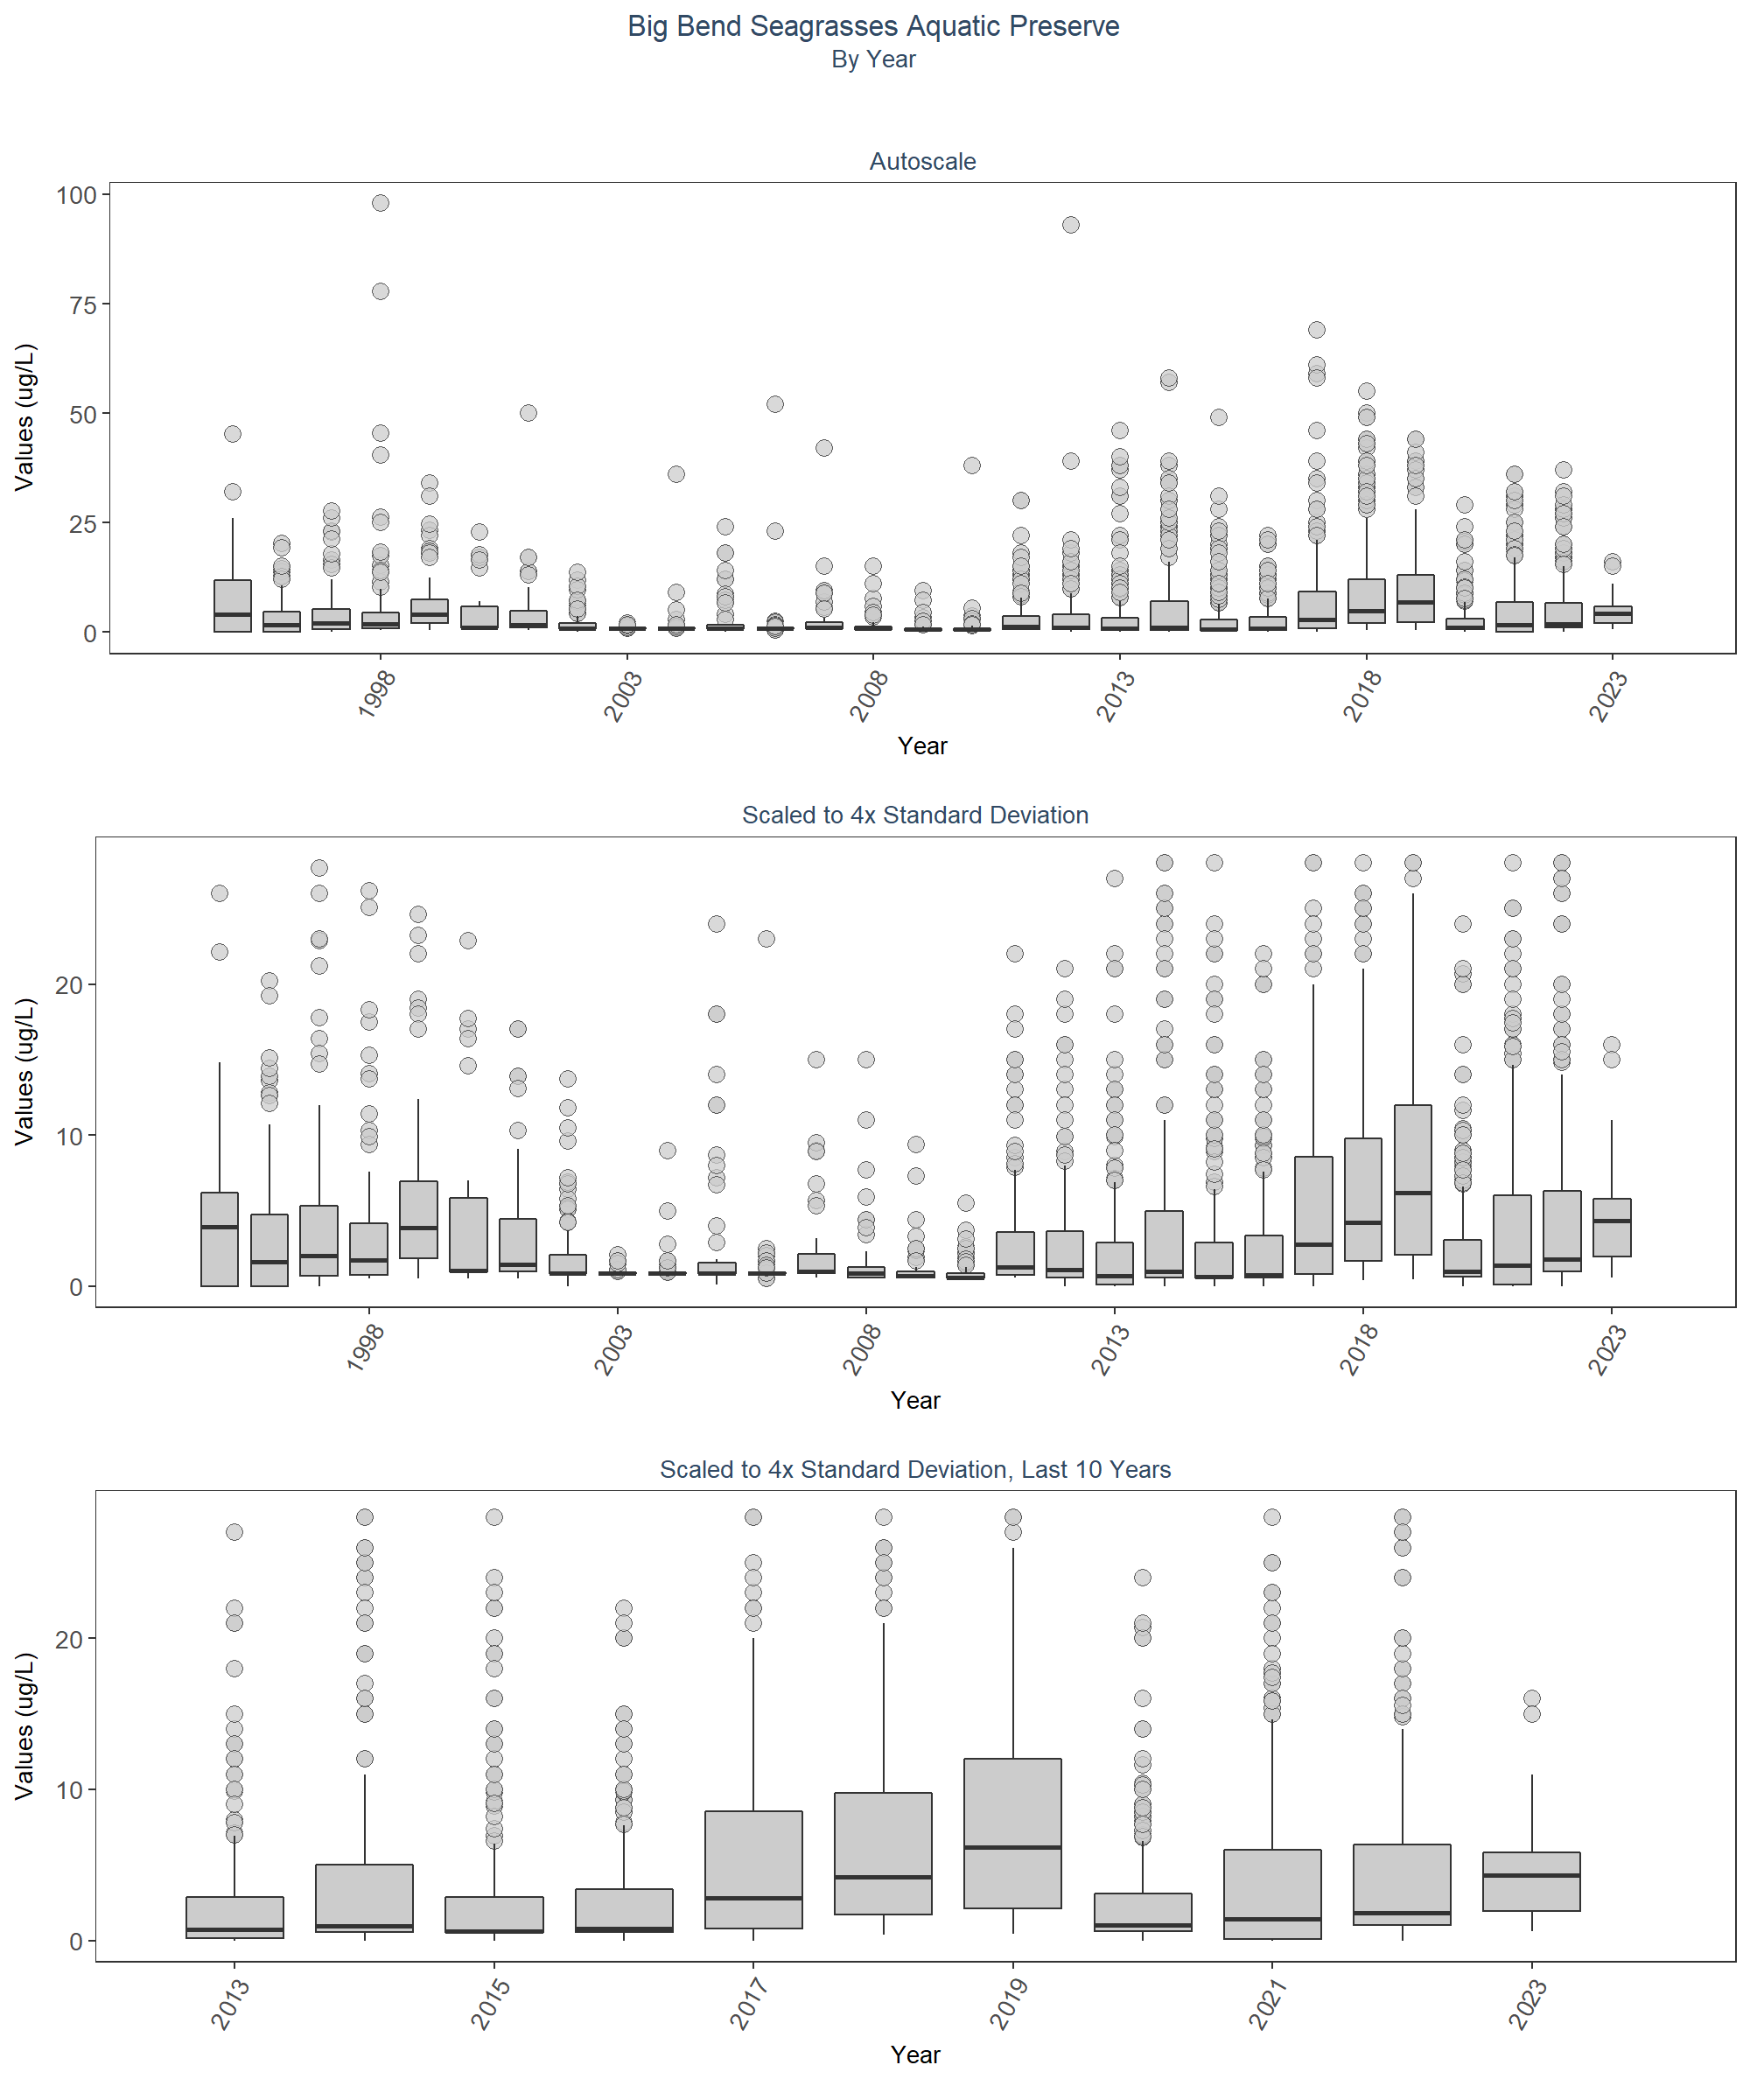 Big Bend Seagrasses Aquatic Preserve
By Year
Autoscale
Values (ug/L)
100
75
50
25
0
1998
2003
2008
2013
2018
2023
Year
Scaled to 4x Standard Deviation
Values (ug/L)
20
10
0
1998
2003
2008
2013
2018
2023
Year
Scaled to 4x Standard Deviation, Last 10 Years
Values (ug/L)
20
10
0
2013
2015
2017
2019
2021
2023
Year